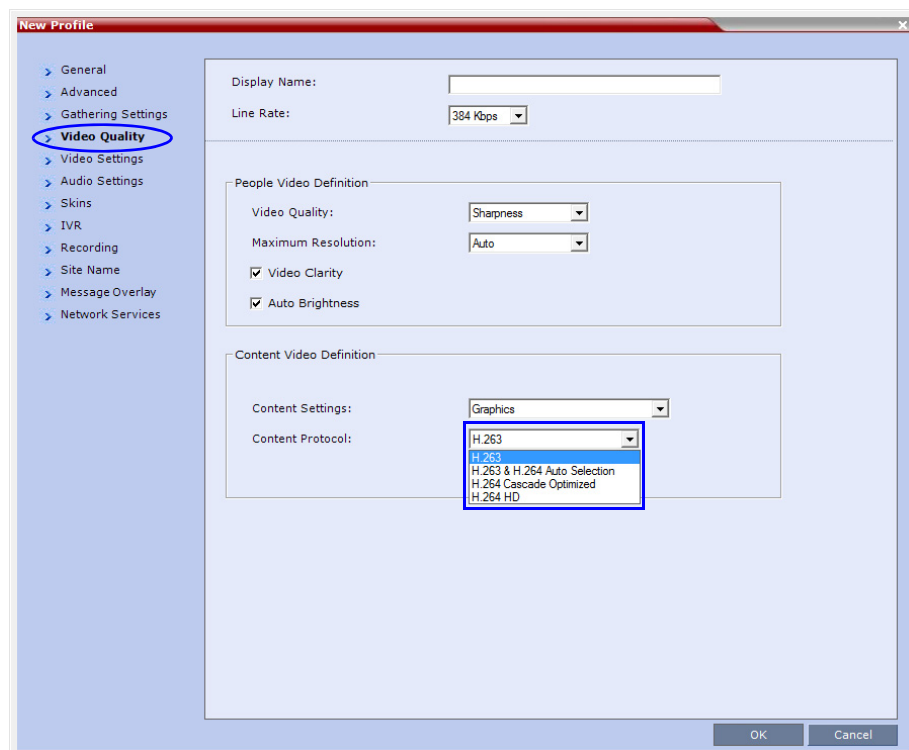 New Profile
General
Advanced
Gathering Settings
Video Quality
Video Settings
Audio Settings
Skins
IVR
Recording
Site Name
Message Overlay
Network Services
Display Name:
Line Rate: 384 Kbps
People Video Definition
Video Quality: Sharpness
Maximum Resolution: Auto
Video Clarity
Auto Brightness
Content Video Definition
Content Settings: Graphics
Content Protocol: H.263
H.263
H.263 & H.264 Auto Selection
H.264 Cascade Optimized
H.264 HD
OK Cancel